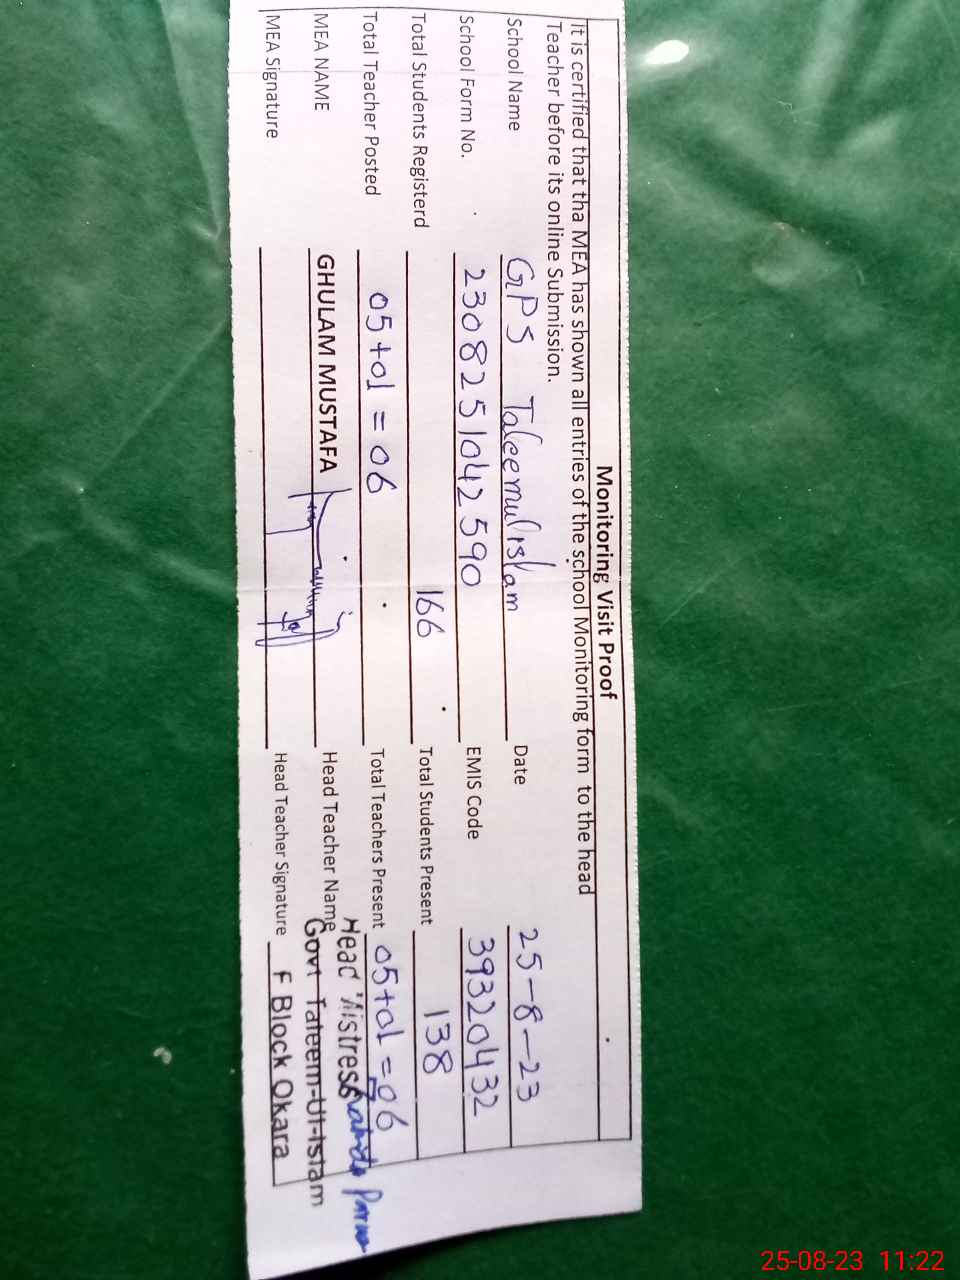 Monitoring Visit Proof
It is certified that tha MEA has shown all entries of the school Monitoring form to the head
Teacher before its online Submission.
School Name GPS Taleemulislam Date 25-8-23
School Form No. 2308251042590 EMIS Code 39320432
Total Students Registerd 166 Total Students Present 138
Total Teacher Posted 05+01=06 Total Teachers Present 05+01=06
MEA NAME GHULAM MUSTAFA Head Teacher Name
Head Mistress
MEA Signature Head Teacher Signature
Govt Taleem-Ul-Islam
F Block Okara
25-08-23 11:22